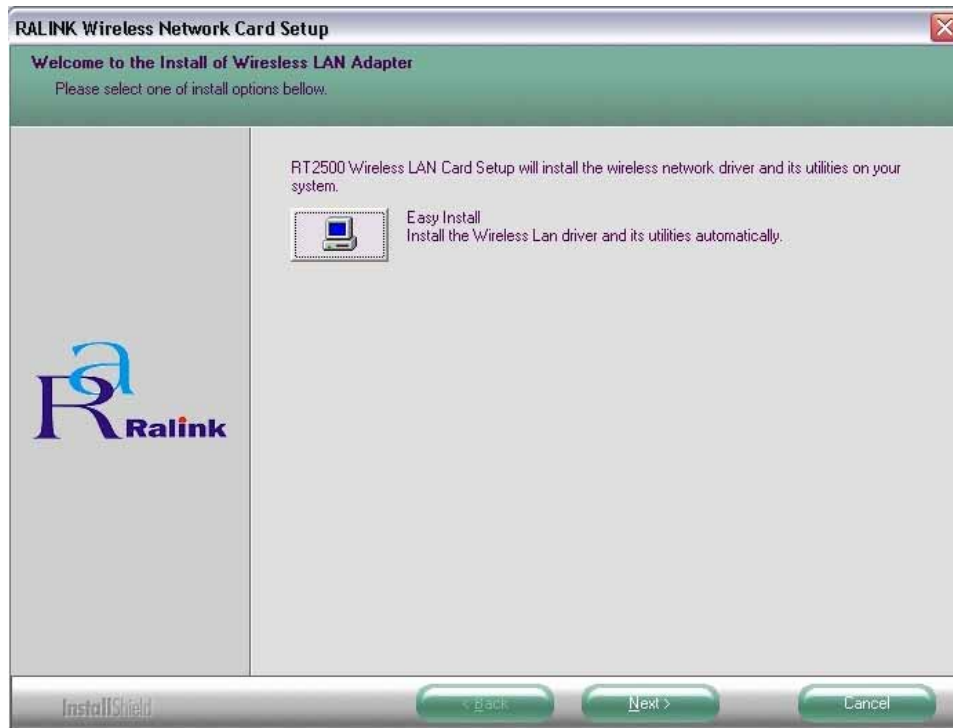 RALINK Wireless Network Card Setup
Welcome to the Install of Wiresless LAN Adapter
Please select one of install options bellow.
RT2500 Wireless LAN Card Setup will install the wireless network driver and its utilities on your
system.
Easy Install
Install the Wireless Lan driver and its utilities automatically.
Ra
Ralink
InstallShield
< Back
Next >
Cancel